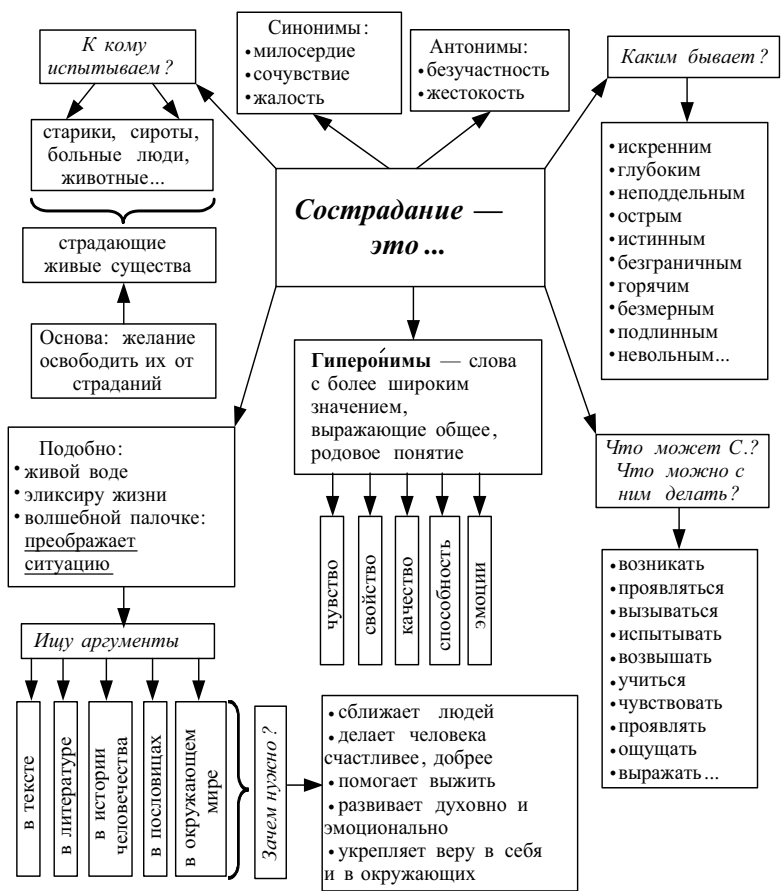 К кому
испытываем?
старики, сироты,
больные люди,
животные...
страдающие
живые существа
Основа: желание
освободить их от
страданий
Синонимы:
• милосердие
• сочувствие
• жалость
Антонимы:
• безучастность
• жестокость
Каким бывает?
• искренним
• глубоким
• неподдельным
• острым
• истинным
• безграничным
• горячим
• безмерным
• подлинным
• невольным...
Сострадание —
это ...
Гиперо́нимы — слова
с более широким
значением,
выражающие общее,
родовое понятие
чувство
свойство
качество
способность
эмоции
Что может С.?
Что можно с
ним делать?
• возникать
• проявляться
• вызываться
• испытывать
• возвышать
• учиться
• чувствовать
• проявлять
• ощущать
• выражать...
Подобно:
• живой воде
• эликсиру жизни
• волшебной палочке:
преображает
ситуацию
Ищу аргументы
в тексте
в литературе
в истории
человечества
в пословицах
в окружающем
мире
Зачем нужно?
• сближает людей
• делает человека
счастливее, добрее
• помогает выжить
• развивает духовно и
эмоционально
• укрепляет веру в себя
и в окружающих